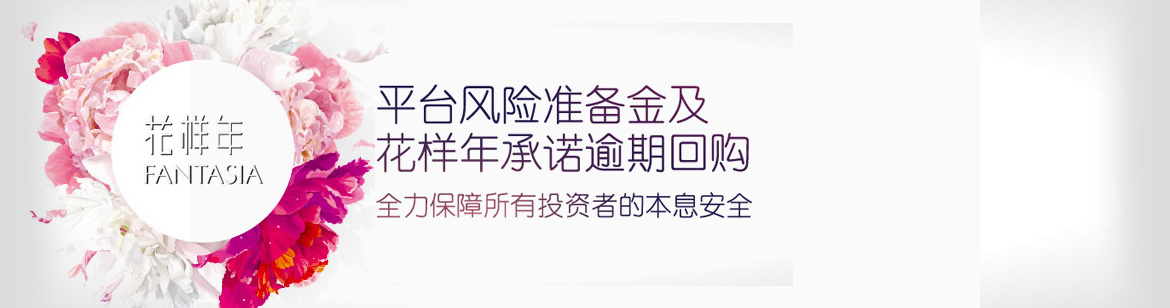 花样年
FANTASIA
平台风险准备金及
花样年承诺逾期回购
全力保障所有投资者的本息安全